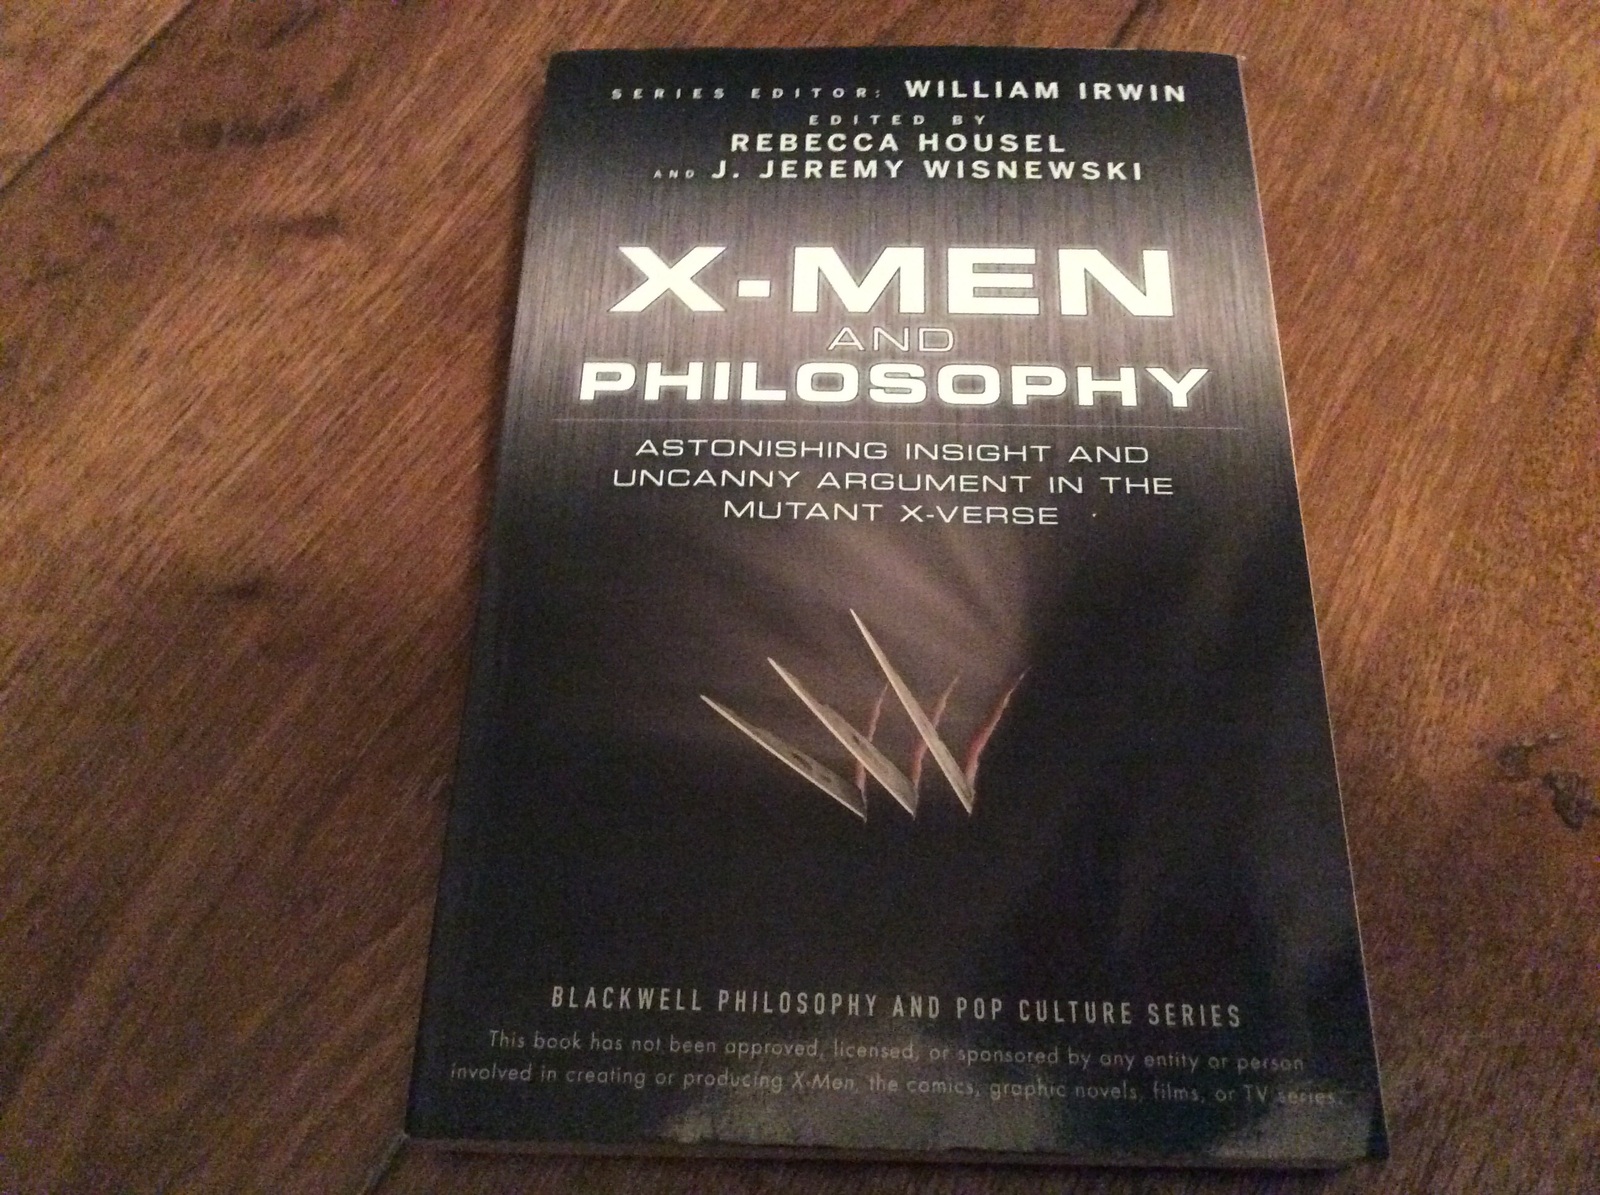 SERIES EDITOR: WILLIAM IRWIN
EDITED BY
REBECCA HOUSEL
AND J. JEREMY WISNEWSKI
X-MEN
AND
PHILOSOPHY
ASTONISHING INSIGHT AND
UNCANNY ARGUMENT IN THE
MUTANT X-VERSE
BLACKWELL PHILOSOPHY AND POP CULTURE SERIES
This book has not been approved, licensed, or sponsored by any entity or person
involved in creating or producing X-Men, the comics, graphic novels, films, or TV series.